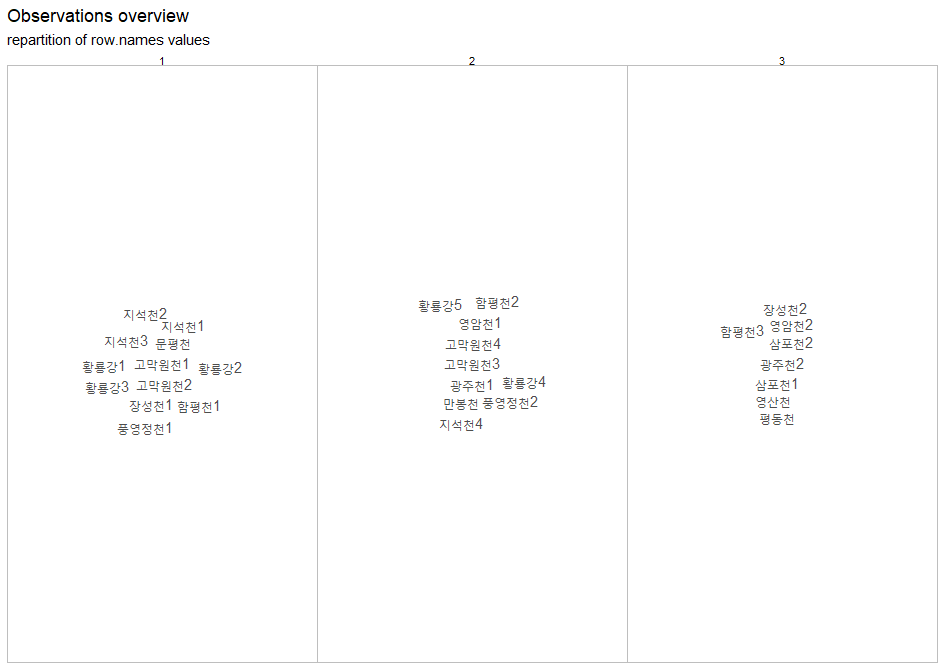 Observations overview
repartition of row.names values
1
2
3
지석천2
지석천1
지석천3 문평천
황룡강1 고막원천1 황룡강2
황룡강3 고막원천2
장성천1 함평천1
풍영정천1
황룡강5 함평천2
영암천1
고막원천4
고막원천3
광주천1 황룡강4
만봉천 풍영정천2
지석천4
장성천2
함평천3 영암천2
삼포천2
광주천2
삼포천1
영산천
평동천